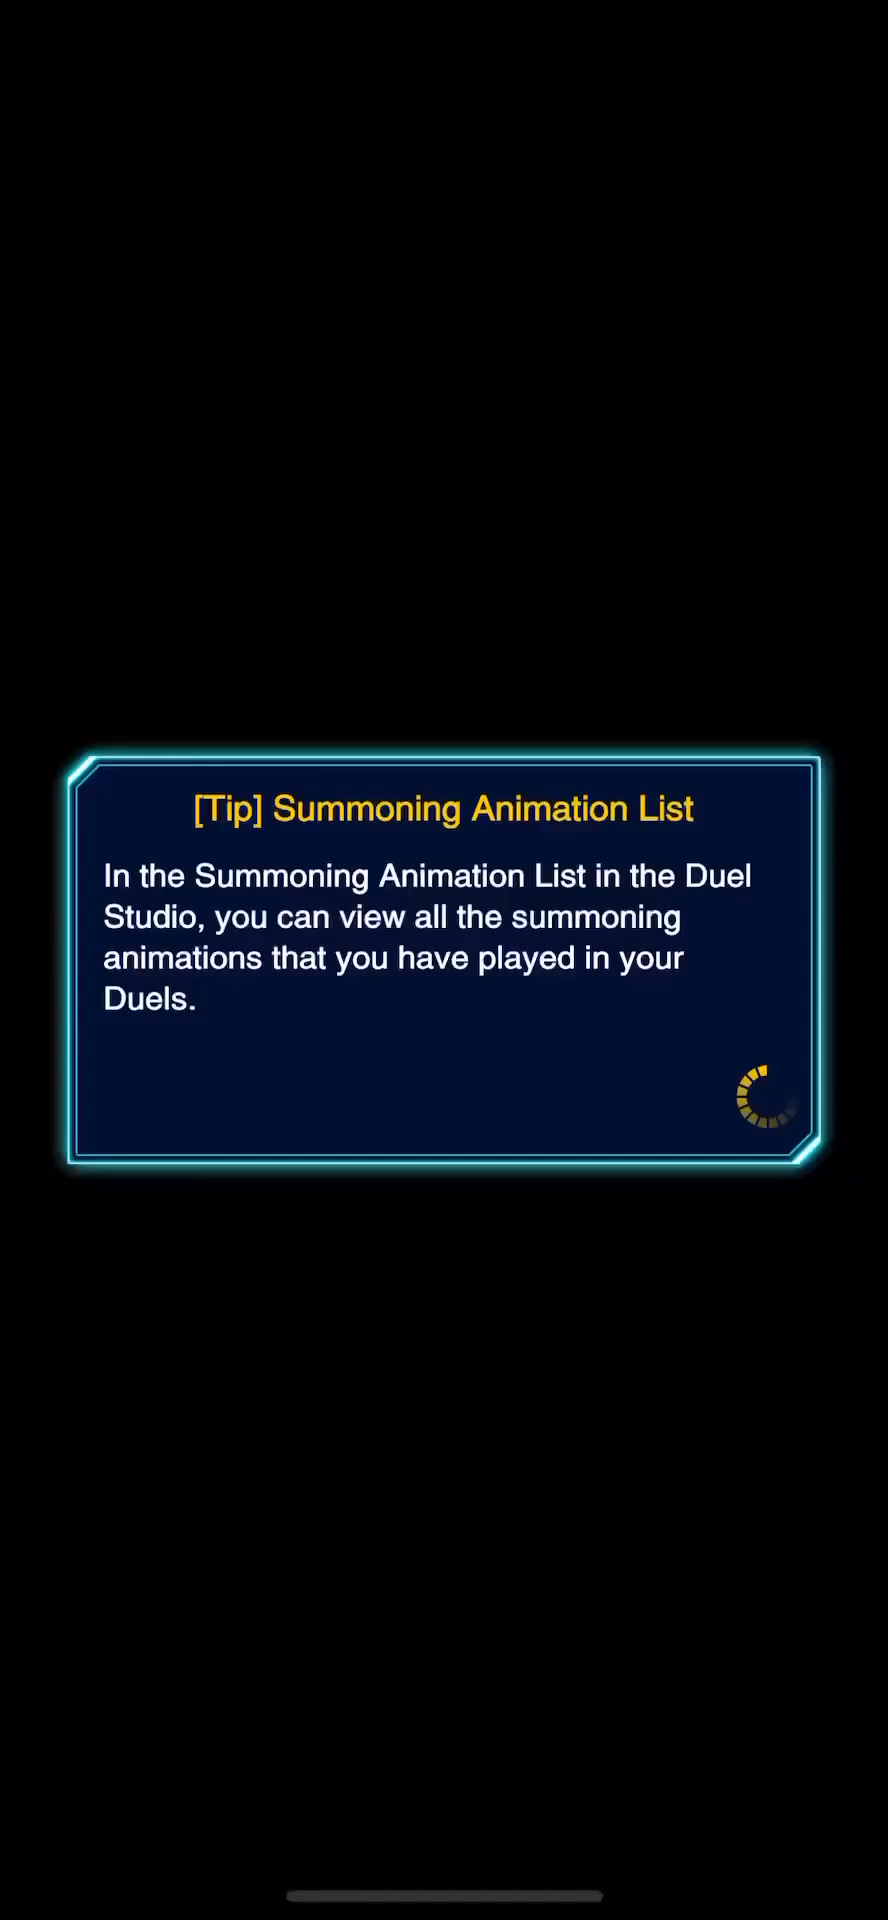 [Tip] Summoning Animation List
In the Summoning Animation List in the Duel
Studio, you can view all the summoning
animations that you have played in your
Duels.